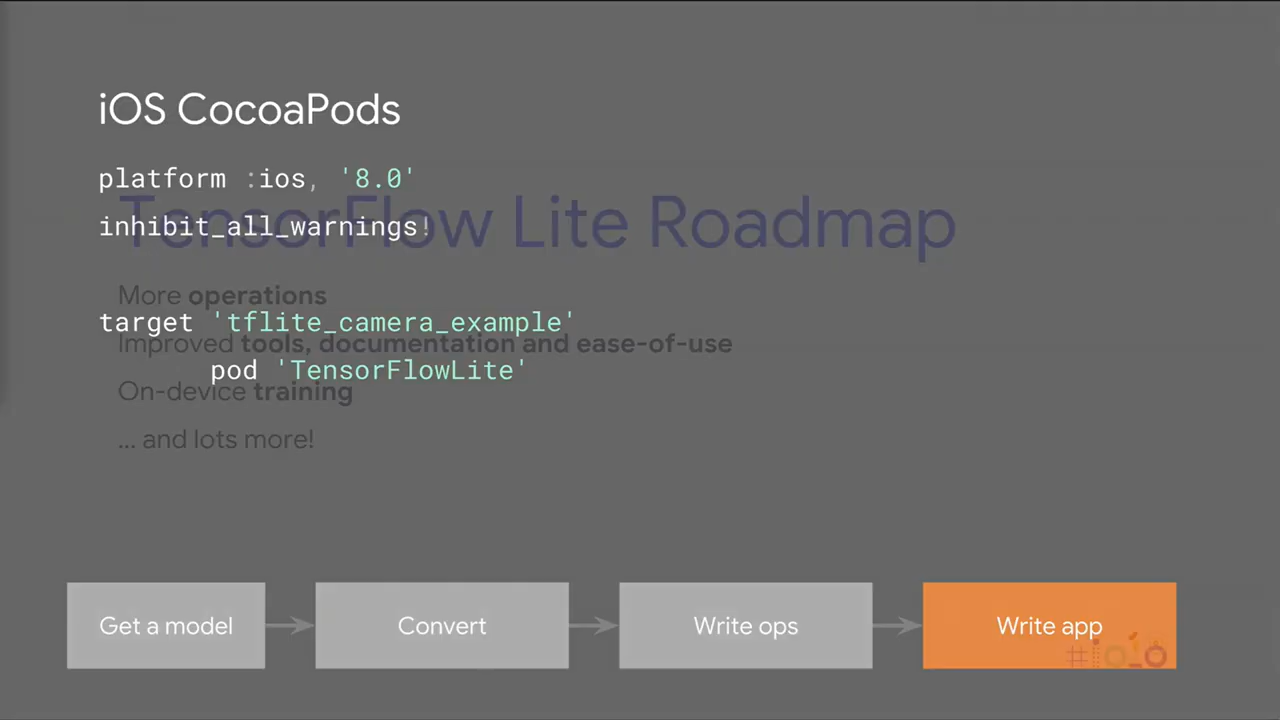 iOS CocoaPods
platform :ios, '8.0'
TensorFlow Lite Roadmap
inhibit_all_warnings!
More operations
target 'tflite_camera_example'
Improved tools, documentation and ease-of-use
pod 'TensorFlowLite'
On-device training
... and lots more!
Get a model
Convert
Write ops
Write app
#io18